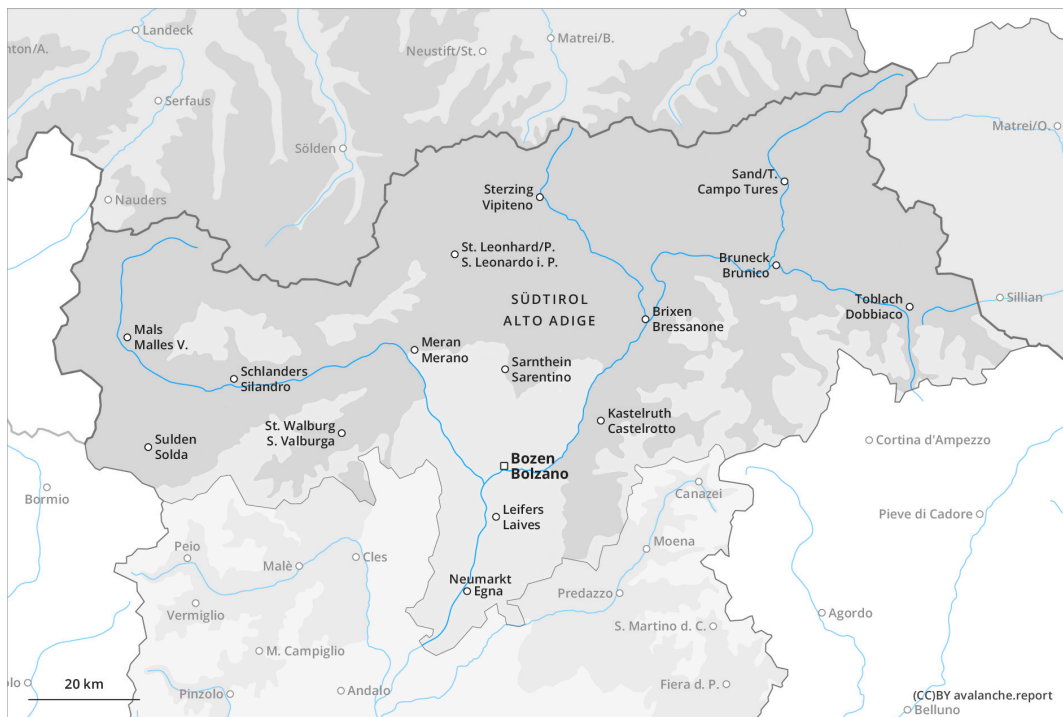 Landeck
nton/A.
Neustift/St.
Matrei/B.
Serfaus
Matrei/O.
Sölden
Nauders
Sterzing
Vipiteno
Sand/T.
Campo Tures
St. Leonhard/P.
S. Leonardo i. P.
Bruneck
Brunico
SÜDTIROL
ALTO ADIGE
Toblach
Dobbiaco
Sillian
Brixen
Bressanone
Mals
Malles V.
Meran
Merano
Schlanders
Silandro
Sarnthein
Sarentino
Kastelruth
Castelrotto
St. Walburg
S. Valburga
Sulden
Solda
Cortina d'Ampezzo
Bozen
Bolzano
Bormio
Canazei
Leifers
Laives
Pieve di Cadore
Peio
Malè
Cles
Moena
Neumarkt
Egna
Predazzo
Vermiglio
Agordo
S. Martino d. C.
M. Campiglio
olo
20 km
Pinzolo
Andalo
Fiera d. P.
(CC)BY avalanche.report
Belluno